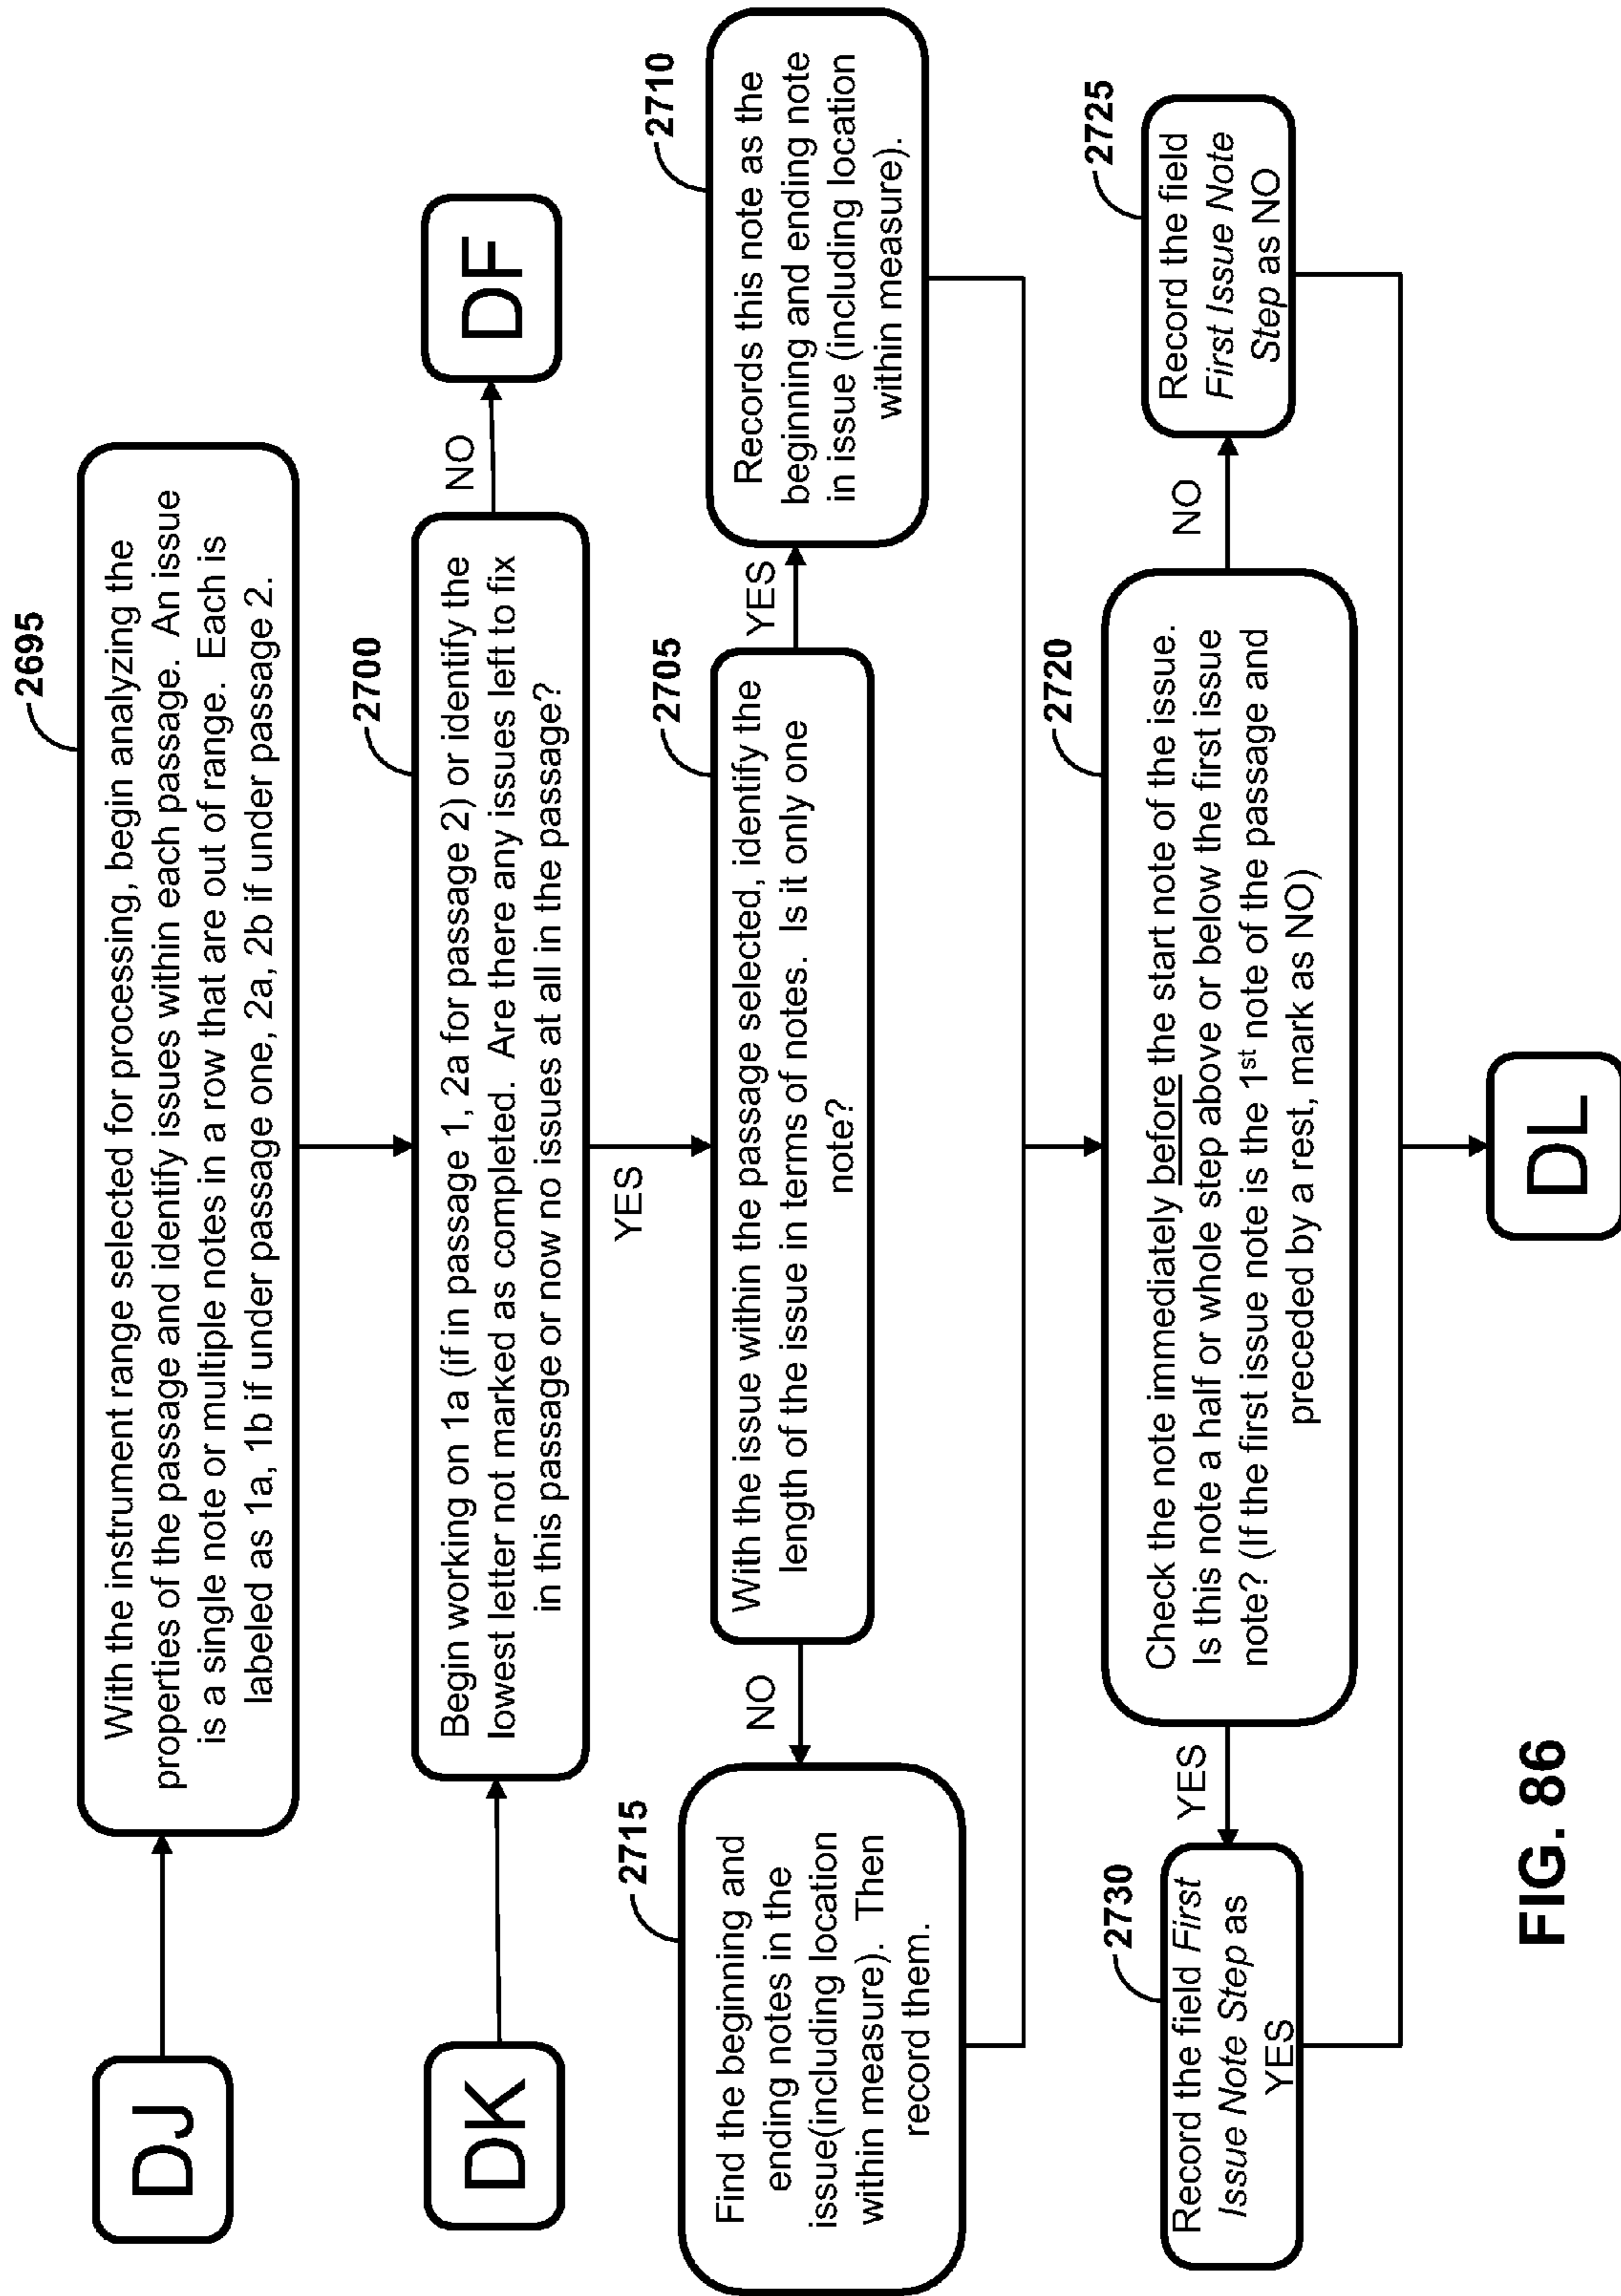 2695
DJ
With the instrument range selected for processing, begin analyzing the
properties of the passage and identify issues within each passage. An issue
is a single note or multiple notes in a row that are out of range. Each is
labeled as 1a, 1b if under passage one, 2a, 2b if under passage 2.
2700
DK
Begin working on 1a (if in passage 1, 2a for passage 2) or identify the
lowest letter not marked as completed. Are there any issues left to fix
in this passage or now no issues at all in the passage?
NO
DF
YES
2715
Find the beginning and
ending notes in the
issue(including location
within measure). Then
record them.
NO
2705
With the issue within the passage selected, identify the
length of the issue in terms of notes. Is it only one
note?
YES
2710
Records this note as the
beginning and ending note
in issue (including location
within measure).
2730
Record the field First
Issue Note Step as
YES
YES
2720
Check the note immediately before the start note of the issue.
Is this note a half or whole step above or below the first issue
note? (If the first issue note is the 1st note of the passage and
preceded by a rest, mark as NO)
NO
2725
Record the field
First Issue Note
Step as NO
DL
FIG. 86